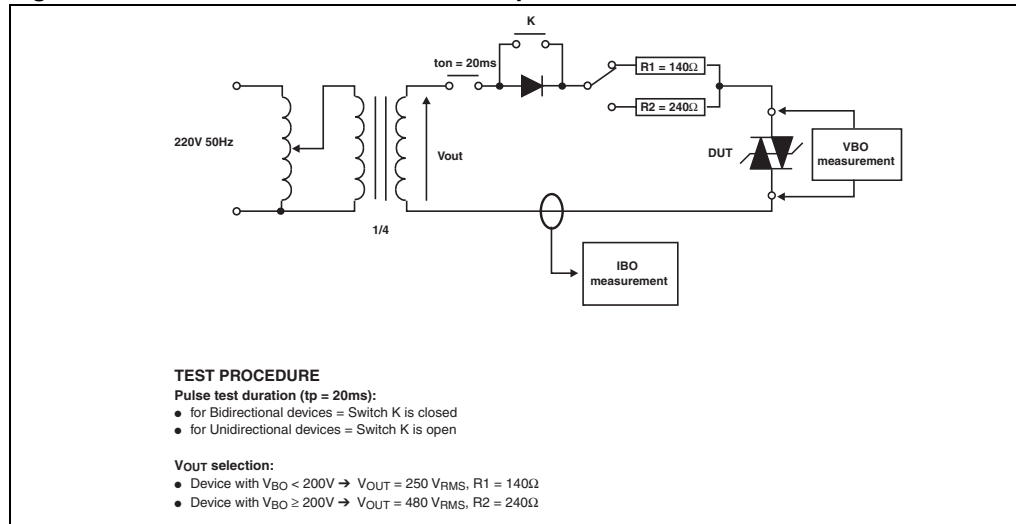 K
ton = 20ms
R1 = 140Ω
R2 = 240Ω
220V 50Hz
Vout
DUT
VBO
measurement
1/4
IBO
measurement
TEST PROCEDURE
Pulse test duration (tp = 20ms):
● for Bidirectional devices = Switch K is closed
● for Unidirectional devices = Switch K is open
VOUT selection:
● Device with VBO < 200V ➔ VOUT = 250 VRMS, R1 = 140Ω
● Device with VBO ≥ 200V ➔ VOUT = 480 VRMS, R2 = 240Ω